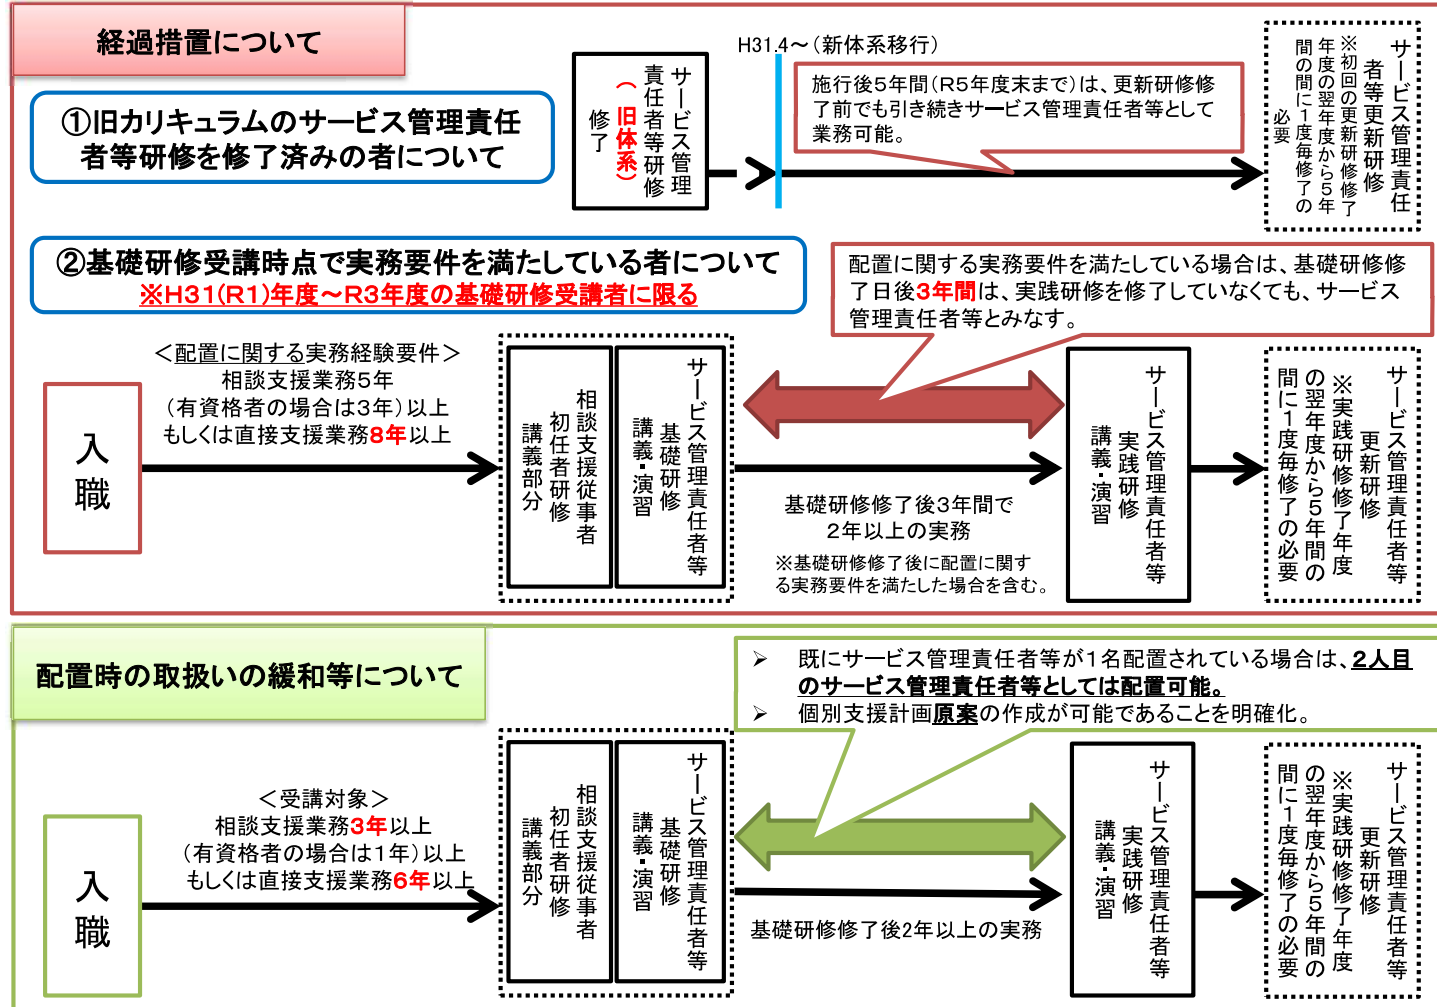 経過措置について
①旧カリキュラムのサービス管理責任
者等研修を修了済みの者について
サービス管理
責任者等研修
(旧体系)
修了
H31.4～(新体系移行)
施行後5年間(R5年度末まで)は、更新研修修
了前でも引き続きサービス管理責任者等として
業務可能。
サービス管理責任
者等更新研修
※初回の更新研修修了
年度の翌年度から5年
間の間に1度毎修了の
必要
②基礎研修受講時点で実務要件を満たしている者について
※H31(R1)年度～R3年度の基礎研修受講者に限る
配置に関する実務要件を満たしている場合は、基礎研修修
了日後3年間は、実践研修を修了していなくても、サービス
管理責任者等とみなす。
入
職
＜配置に関する実務経験要件＞
相談支援業務5年
(有資格者の場合は3年)以上
もしくは直接支援業務8年以上
相談支援従事者
初任者研修
講義部分
サービス管理責任者等
基礎研修
講義・演習
基礎研修修了後3年間で
2年以上の実務
※基礎研修修了後に配置に関す
る実務要件を満たした場合を含む。
サービス管理責任者等
実践研修
講義・演習
サービス管理責任者等
更新研修
※実践研修修了年度
の翌年度から5年間の
間に1度毎修了の必要
配置時の取扱いの緩和等について
➢ 既にサービス管理責任者等が1名配置されている場合は、2人目
のサービス管理責任者等としては配置可能。
➢ 個別支援計画原案の作成が可能であることを明確化。
入
職
＜受講対象＞
相談支援業務3年以上
(有資格者の場合は1年)以上
もしくは直接支援業務6年以上
相談支援従事者
初任者研修
講義部分
サービス管理責任者等
基礎研修
講義・演習
基礎研修修了後2年以上の実務
サービス管理責任者等
実践研修
講義・演習
サービス管理責任者等
更新研修
※実践研修修了年度
の翌年度から5年間の
間に1度毎修了の必要